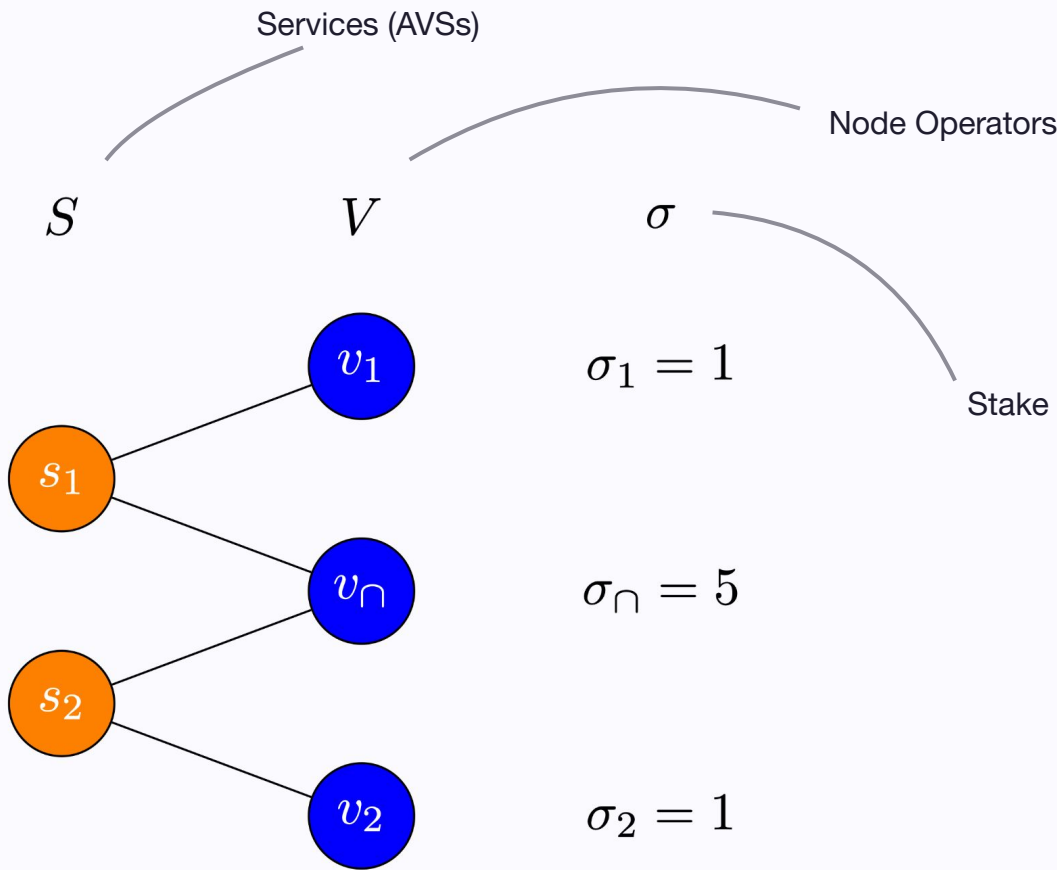 Services (AVSs)
Node Operators
S V σ
v₁ σ₁ = 1
Stake
s₁
v∩ σ∩ = 5
s₂
v₂ σ₂ = 1